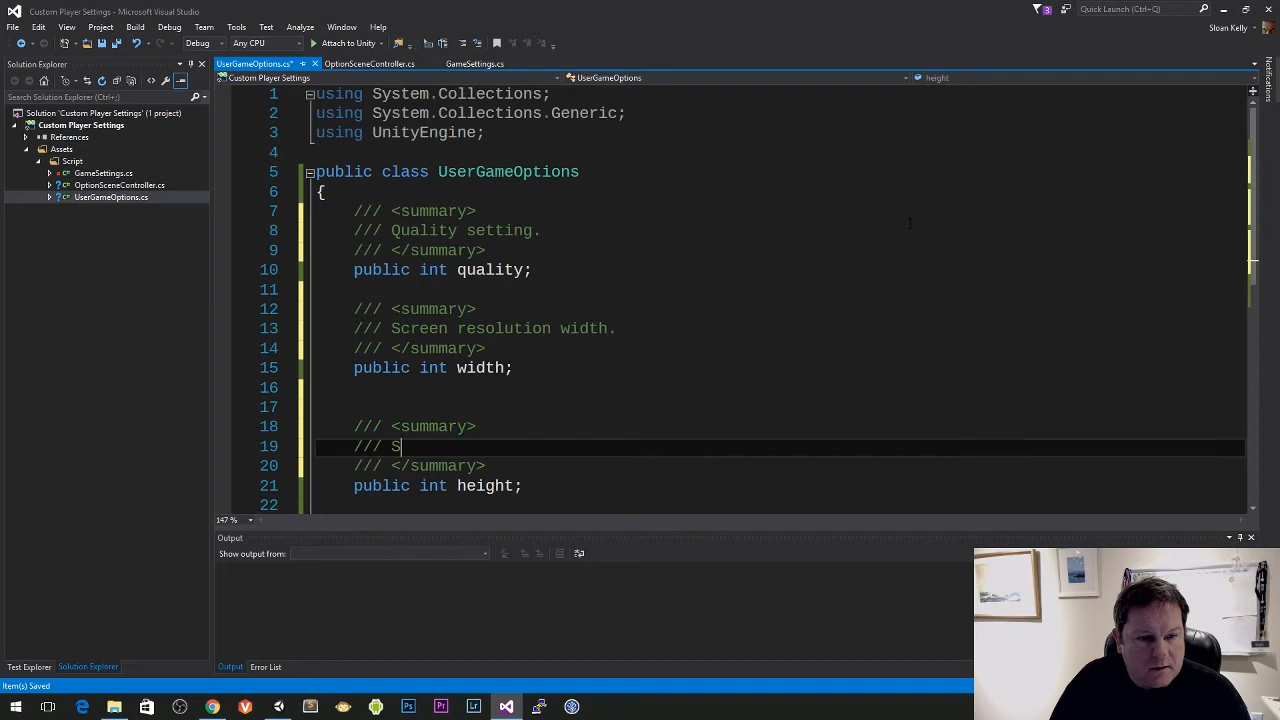 Custom Player Settings - Microsoft Visual Studio
3
Quick Launch (Ctrl+Q)
File Edit View Project Build Debug Team Tools Test Analyze Window Help
Sloan Kelly
Debug Any CPU Attach to Unity
Solution Explorer
UserGameOptions.cs* OptionSceneController.cs GameSettings.cs
Custom Player Settings UserGameOptions height
Search Solution Explorer (Ctrl+;)
Solution 'Custom Player Settings' (1 project)
Custom Player Settings
References
Assets
Script
GameSettings.cs
OptionSceneController.cs
UserGameOptions.cs
Notifications
1 using System.Collections;
2 using System.Collections.Generic;
3 using UnityEngine;
4
5 public class UserGameOptions
6 {
7 /// <summary>
8 /// Quality setting.
9 /// </summary>
10 public int quality;
11
12 /// <summary>
13 /// Screen resolution width.
14 /// </summary>
15 public int width;
16
17
18 /// <summary>
19 /// S
20 /// </summary>
21 public int height;
22
147 %
Output
Show output from:
Test Explorer Solution Explorer
Output Error List
Item(s) Saved
Ps Pr Lr